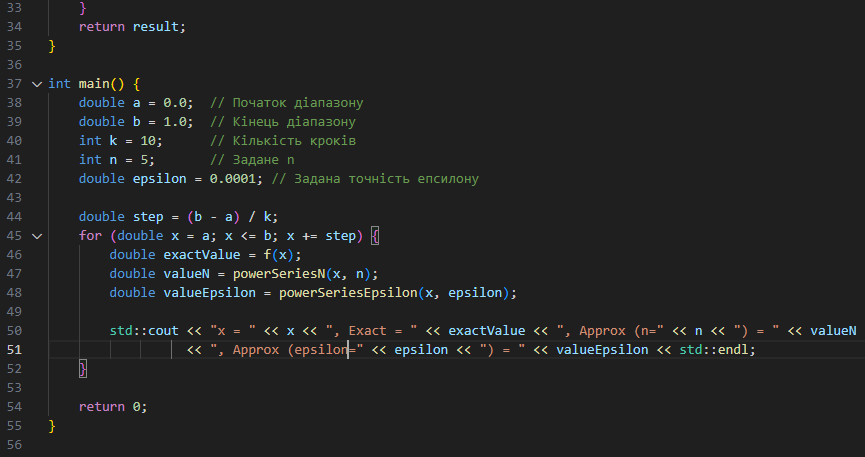 33 }
34 return result;
35 }
36
37 int main() {
38 double a = 0.0; // Початок діапазону
39 double b = 1.0; // Кінець діапазону
40 int k = 10; // Кількість кроків
41 int n = 5; // Задане n
42 double epsilon = 0.0001; // Задана точність епсилону
43
44 double step = (b - a) / k;
45 for (double x = a; x <= b; x += step) {
46 double exactValue = f(x);
47 double valueN = powerSeriesN(x, n);
48 double valueEpsilon = powerSeriesEpsilon(x, epsilon);
49
50 std::cout << "x = " << x << ", Exact = " << exactValue << ", Approx (n=" << n << ") = " << valueN
51 << ", Approx (epsilon=" << epsilon << ") = " << valueEpsilon << std::endl;
52 }
53
54 return 0;
55 }
56